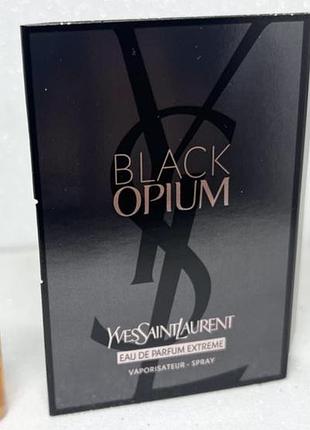 BLACK
OPIUM
YVESSAINTLAURENT
EAU DE PARFUM EXTREME
VAPORISATEUR - SPRAY